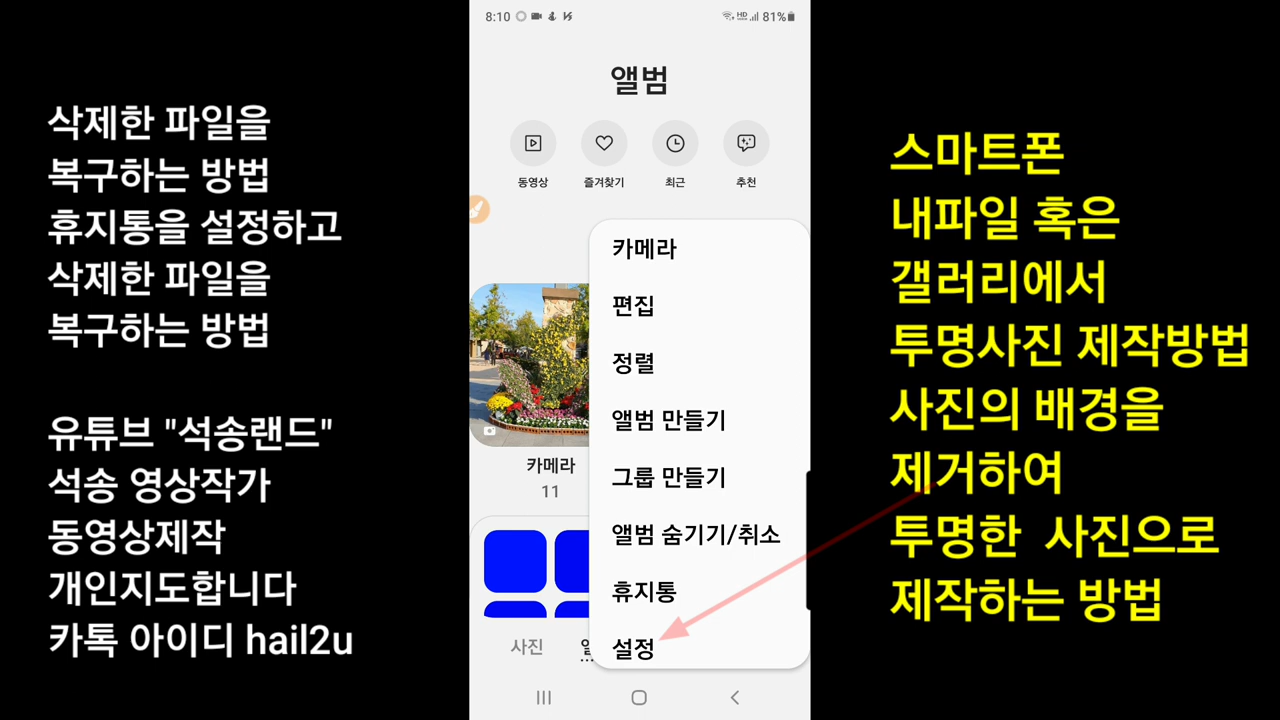 삭제한 파일을
복구하는 방법
휴지통을 설정하고
삭제한 파일을
복구하는 방법
유튜브 "석송랜드"
석송 영상작가
동영상제작
개인지도합니다
카톡 아이디 hail2u
8:10
81%
앨범
동영상
즐겨찾기
최근
추천
카메라
편집
정렬
앨범 만들기
그룹 만들기
앨범 숨기기/취소
휴지통
설정
카메라
11
사진
스마트폰
내파일 혹은
갤러리에서
투명사진 제작방법
사진의 배경을
제거하여
투명한 사진으로
제작하는 방법